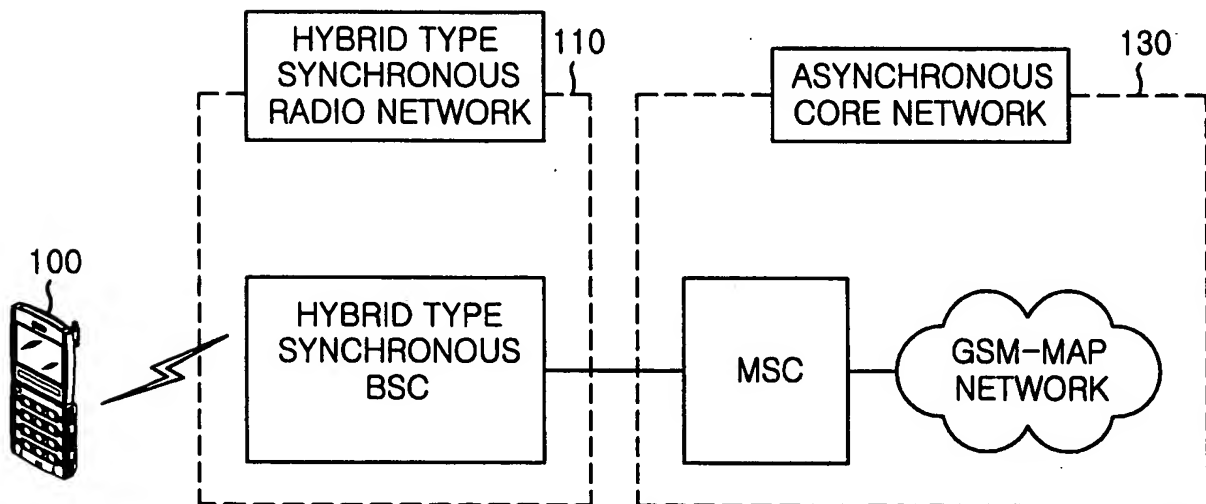 HYBRID TYPE
SYNCHRONOUS
RADIO NETWORK
110
ASYNCHRONOUS
CORE NETWORK
130
100
HYBRID TYPE
SYNCHRONOUS
BSC
MSC
GSM-MAP
NETWORK